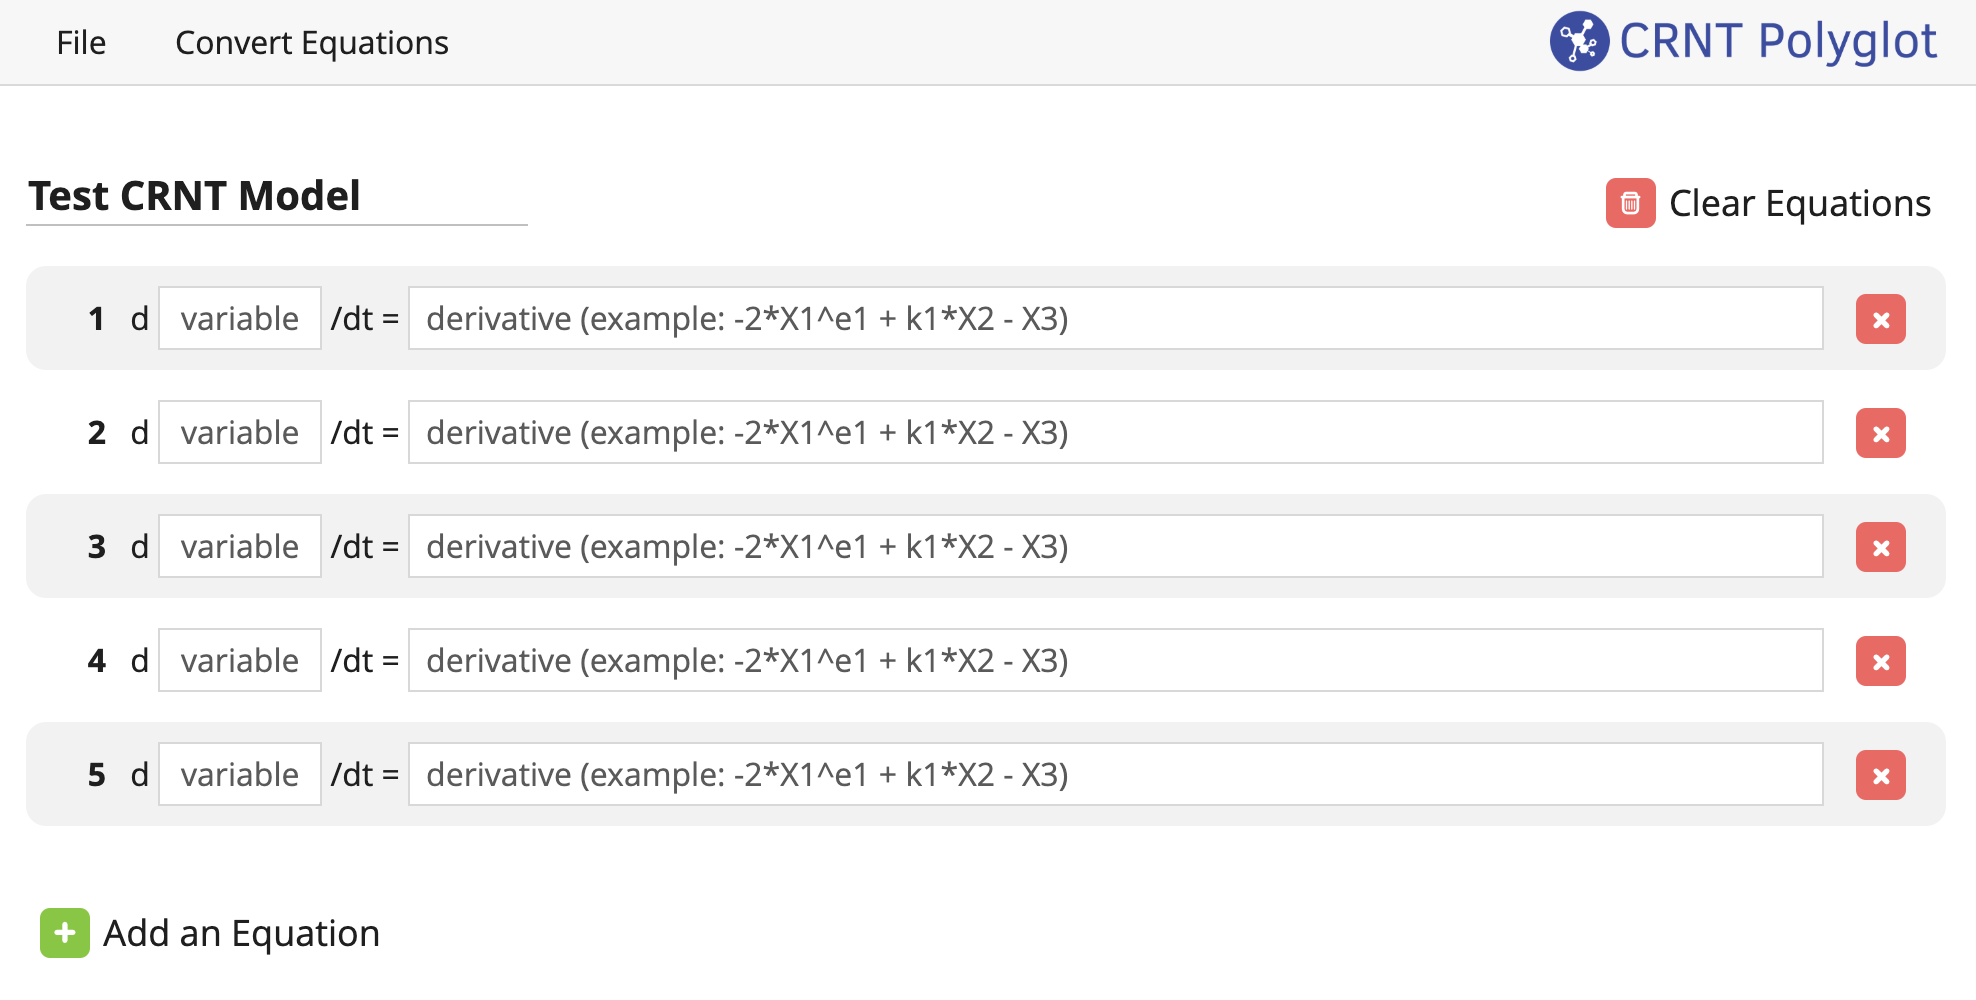 File Convert Equations CRNT Polyglot
Test CRNT Model Clear Equations
1 d variable /dt = derivative (example: -2*X1^e1 + k1*X2 - X3)
2 d variable /dt = derivative (example: -2*X1^e1 + k1*X2 - X3)
3 d variable /dt = derivative (example: -2*X1^e1 + k1*X2 - X3)
4 d variable /dt = derivative (example: -2*X1^e1 + k1*X2 - X3)
5 d variable /dt = derivative (example: -2*X1^e1 + k1*X2 - X3)
Add an Equation